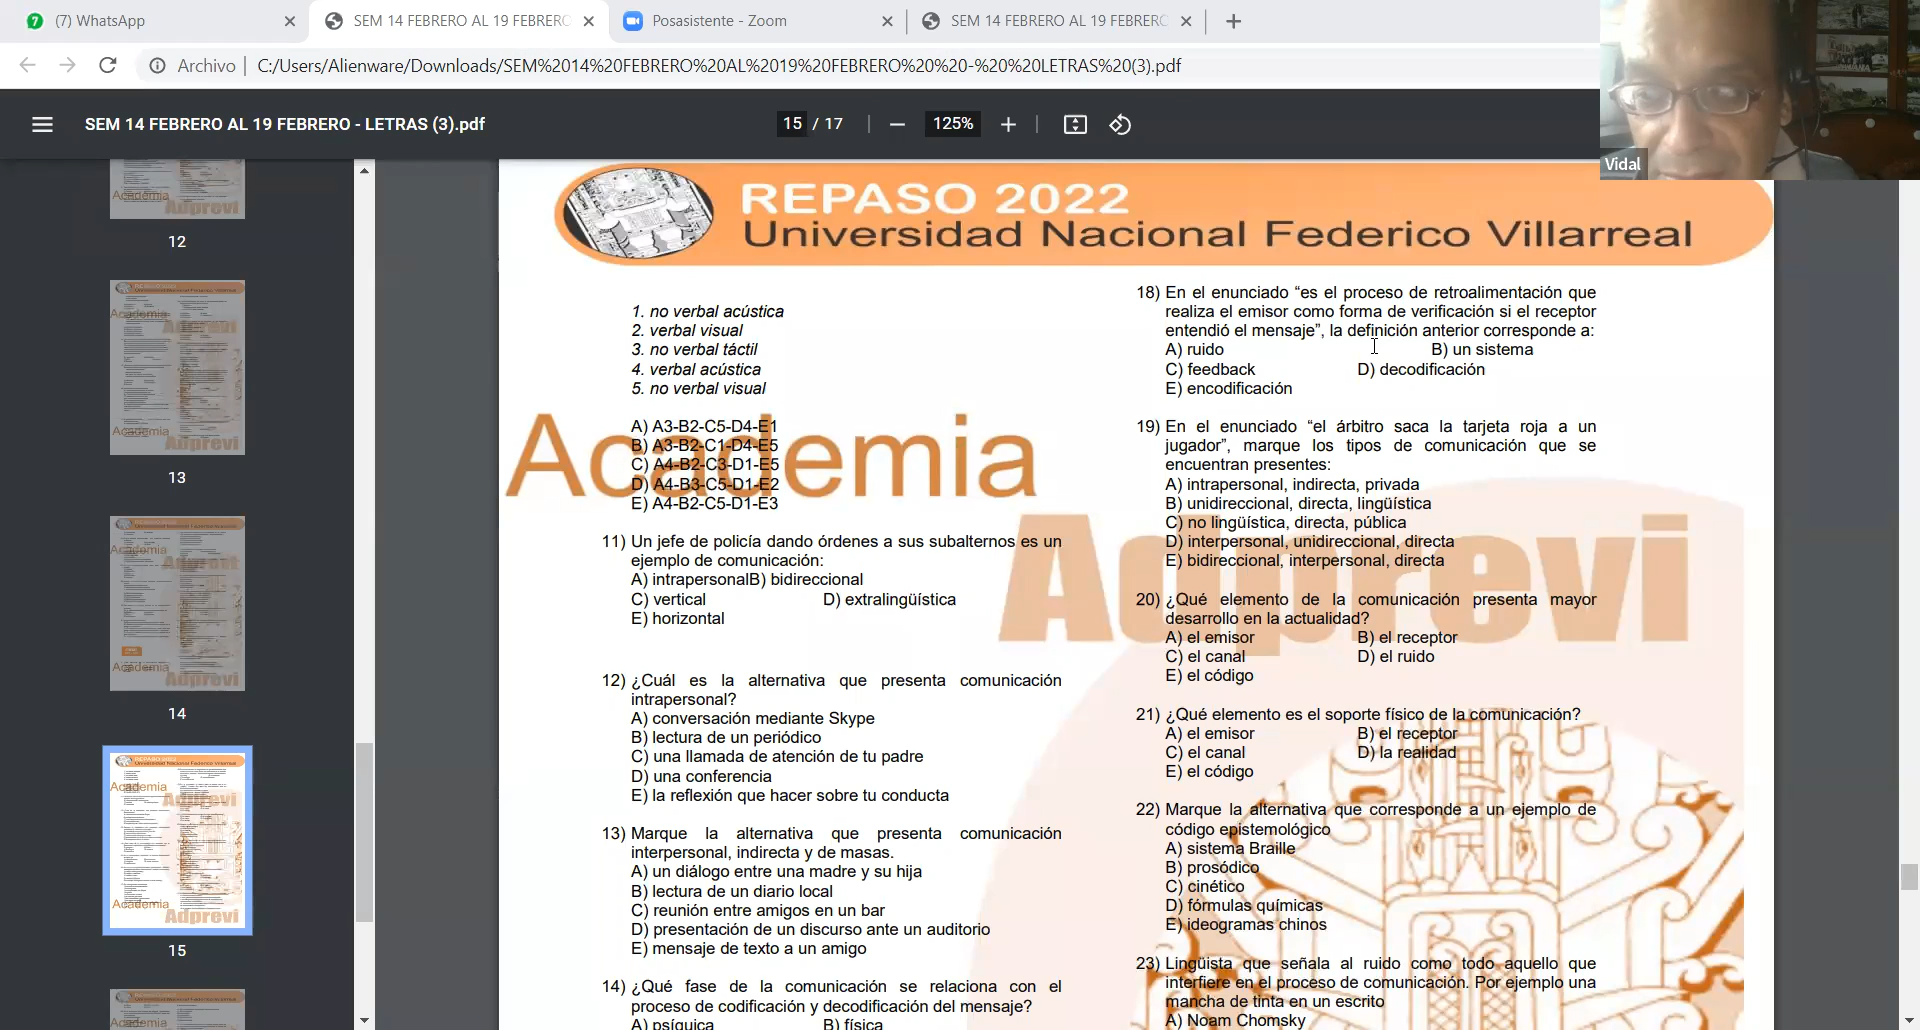 (7) WhatsApp
SEM 14 FEBRERO AL 19 FEBRERO
Posasistente - Zoom
SEM 14 FEBRERO AL 19 FEBRERO
Archivo
C:/Users/Alienware/Downloads/SEM%2014%20FEBRERO%20AL%2019%20FEBRERO%20%20-%20%20LETRAS%20(3).pdf
Vidal
SEM 14 FEBRERO AL 19 FEBRERO - LETRAS (3).pdf
15 / 17
125%
12
13
14
15
REPASO 2022
Universidad Nacional Federico Villarreal
Academia
Adprevi
1. no verbal acústica
2. verbal visual
3. no verbal táctil
4. verbal acústica
5. no verbal visual
A) A3-B2-C5-D4-E1
B) A3-B2-C1-D4-E5
C) A4-B2-C3-D1-E5
D) A4-B3-C5-D1-E2
E) A4-B2-C5-D1-E3
11) Un jefe de policía dando órdenes a sus subalternos es un
ejemplo de comunicación:
A) intrapersonalB) bidireccional
C) vertical D) extralingüística
E) horizontal
12) ¿Cuál es la alternativa que presenta comunicación
intrapersonal?
A) conversación mediante Skype
B) lectura de un periódico
C) una llamada de atención de tu padre
D) una conferencia
E) la reflexión que hacer sobre tu conducta
13) Marque la alternativa que presenta comunicación
interpersonal, indirecta y de masas.
A) un diálogo entre una madre y su hija
B) lectura de un diario local
C) reunión entre amigos en un bar
D) presentación de un discurso ante un auditorio
E) mensaje de texto a un amigo
14) ¿Qué fase de la comunicación se relaciona con el
proceso de codificación y decodificación del mensaje?
A) psíquica B) física
18) En el enunciado “es el proceso de retroalimentación que
realiza el emisor como forma de verificación si el receptor
entendió el mensaje”, la definición anterior corresponde a:
A) ruido B) un sistema
C) feedback D) decodificación
E) encodificación
19) En el enunciado “el árbitro saca la tarjeta roja a un
jugador”, marque los tipos de comunicación que se
encuentran presentes:
A) intrapersonal, indirecta, privada
B) unidireccional, directa, lingüística
C) no lingüística, directa, pública
D) interpersonal, unidireccional, directa
E) bidireccional, interpersonal, directa
20) ¿Qué elemento de la comunicación presenta mayor
desarrollo en la actualidad?
A) el emisor B) el receptor
C) el canal D) el ruido
E) el código
21) ¿Qué elemento es el soporte físico de la comunicación?
A) el emisor B) el receptor
C) el canal D) la realidad
E) el código
22) Marque la alternativa que corresponde a un ejemplo de
código epistemológico
A) sistema Braille
B) prosódico
C) cinético
D) fórmulas químicas
E) ideogramas chinos
23) Lingüista que señala al ruido como todo aquello que
interfiere en el proceso de comunicación. Por ejemplo una
mancha de tinta en un escrito
A) Noam Chomsky